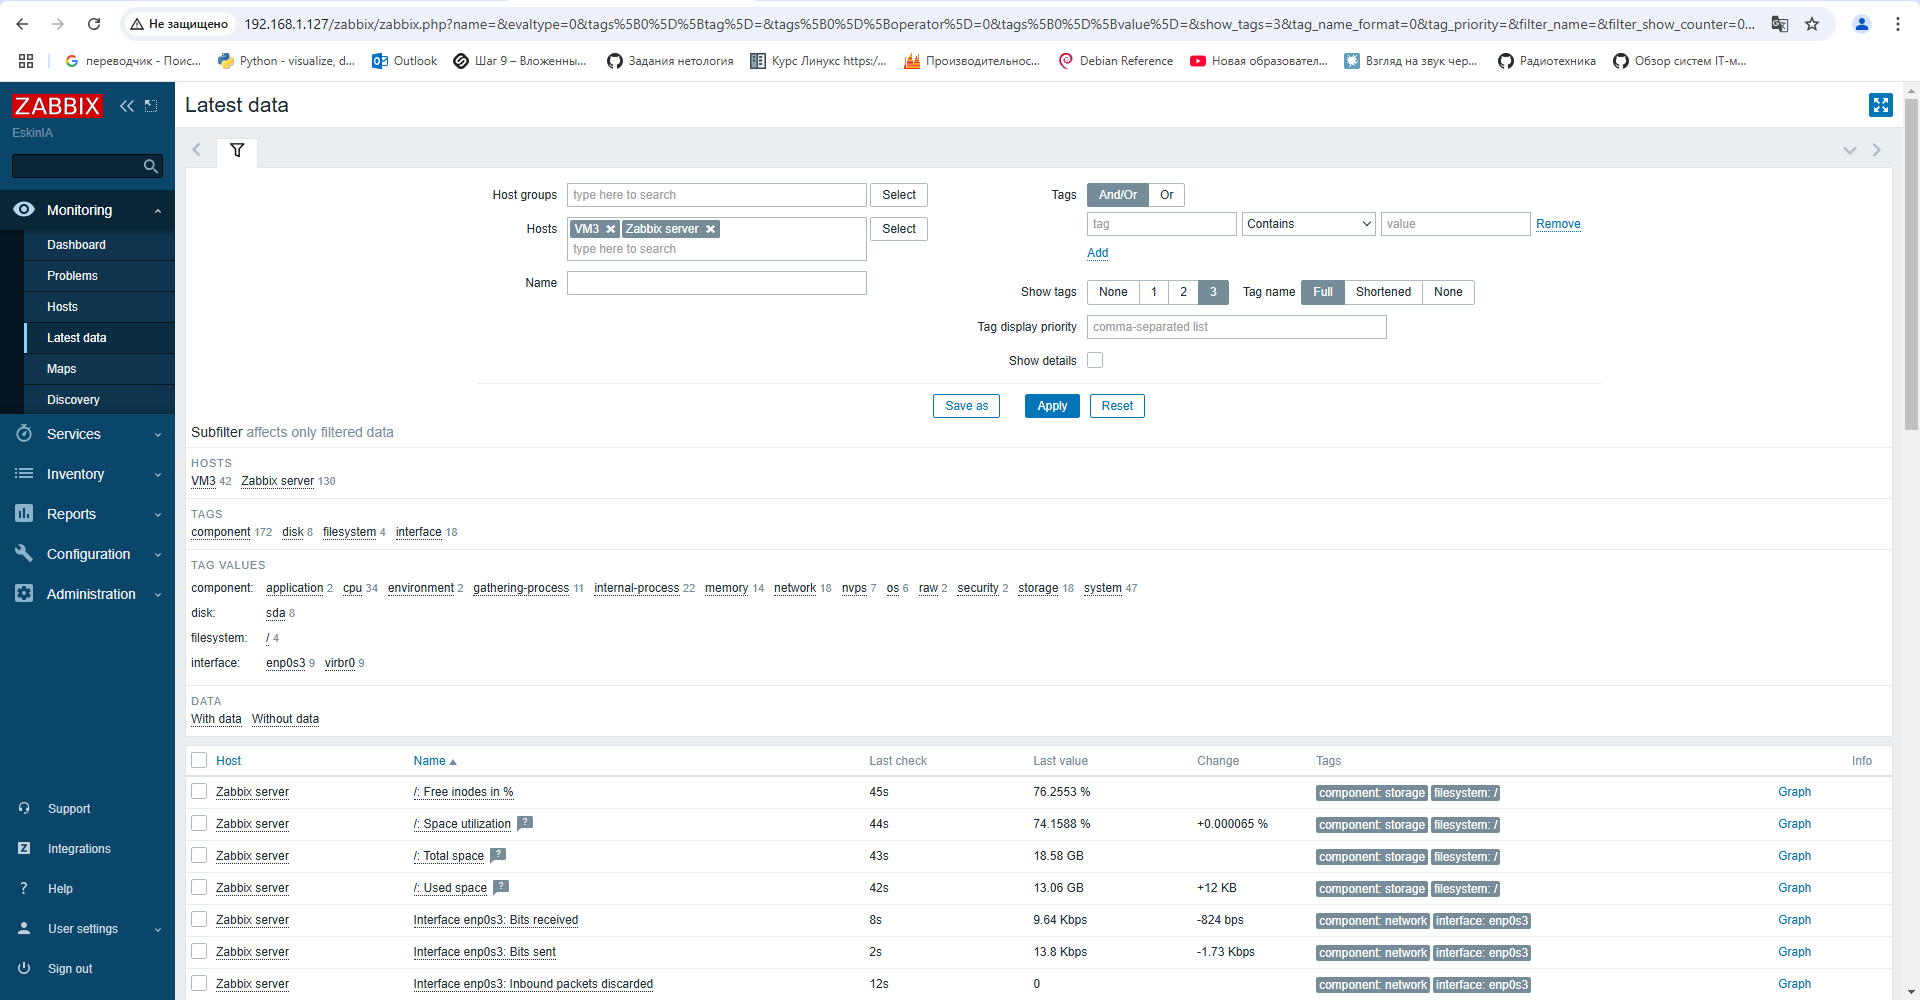 Не защищено 192.168.1.127/zabbix/zabbix.php?name=&evaltype=0&tags%5B0%5D%5Btag%5D=&tags%5B0%5D%5Boperator%5D=0&tags%5B0%5D%5Bvalue%5D=&show_tags=3&tag_name_format=0&tag_priority=&filter_name=&filter_show_counter=0...
переводчик - Поис... Python - visualize, d... Outlook Шаг 9 – Вложенны... Задания нетология Курс Линукс https:/... Производительнос... Debian Reference Новая образовател... Взгляд на звук чер... Радиотехника Обзор систем IT-м...
ZABBIX
EskinIA
Monitoring
Dashboard
Problems
Hosts
Latest data
Maps
Discovery
Services
Inventory
Reports
Configuration
Administration
Support
Integrations
Help
User settings
Sign out
Latest data
Host groups type here to search Select
Hosts VM3 Zabbix server Select
type here to search
Name
Tags And/Or Or
tag Contains value Remove
Add
Show tags None 1 2 3 Tag name Full Shortened None
Tag display priority comma-separated list
Show details
Save as Apply Reset
Subfilter affects only filtered data
HOSTS
VM3 42 Zabbix server 130
TAGS
component 172 disk 8 filesystem 4 interface 18
TAG VALUES
component: application 2 cpu 34 environment 2 gathering-process 11 internal-process 22 memory 14 network 18 nvps 7 os 6 raw 2 security 2 storage 18 system 47
disk: sda 8
filesystem: / 4
interface: enp0s3 9 virbr0 9
DATA
With data Without data
Host Name Last check Last value Change Tags Info
Zabbix server /: Free inodes in % 45s 76.2553 % component: storage filesystem: / Graph
Zabbix server /: Space utilization ? 44s 74.1588 % +0.000065 % component: storage filesystem: / Graph
Zabbix server /: Total space ? 43s 18.58 GB component: storage filesystem: / Graph
Zabbix server /: Used space ? 42s 13.06 GB +12 KB component: storage filesystem: / Graph
Zabbix server Interface enp0s3: Bits received 8s 9.64 Kbps -824 bps component: network interface: enp0s3 Graph
Zabbix server Interface enp0s3: Bits sent 2s 13.8 Kbps -1.73 Kbps component: network interface: enp0s3 Graph
Zabbix server Interface enp0s3: Inbound packets discarded 12s 0 component: network interface: enp0s3 Graph